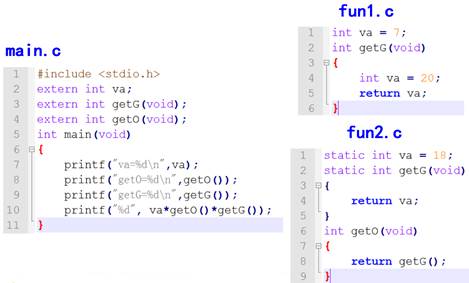 main.c
1 #include <stdio.h>
2 extern int va;
3 extern int getG(void);
4 extern int getO(void);
5 int main(void)
6 {
7 printf("va=%d\n",va);
8 printf("getO=%d\n",getO());
9 printf("getG=%d\n",getG());
10 printf("%d", va*getO()*getG());
11 }
fun1.c
1 int va = 7;
2 int getG(void)
3 {
4 int va = 20;
5 return va;
6 }
fun2.c
1 static int va = 18;
2 static int getG(void)
3 {
4 return va;
5 }
6 int getO(void)
7 {
8 return getG();
9 }